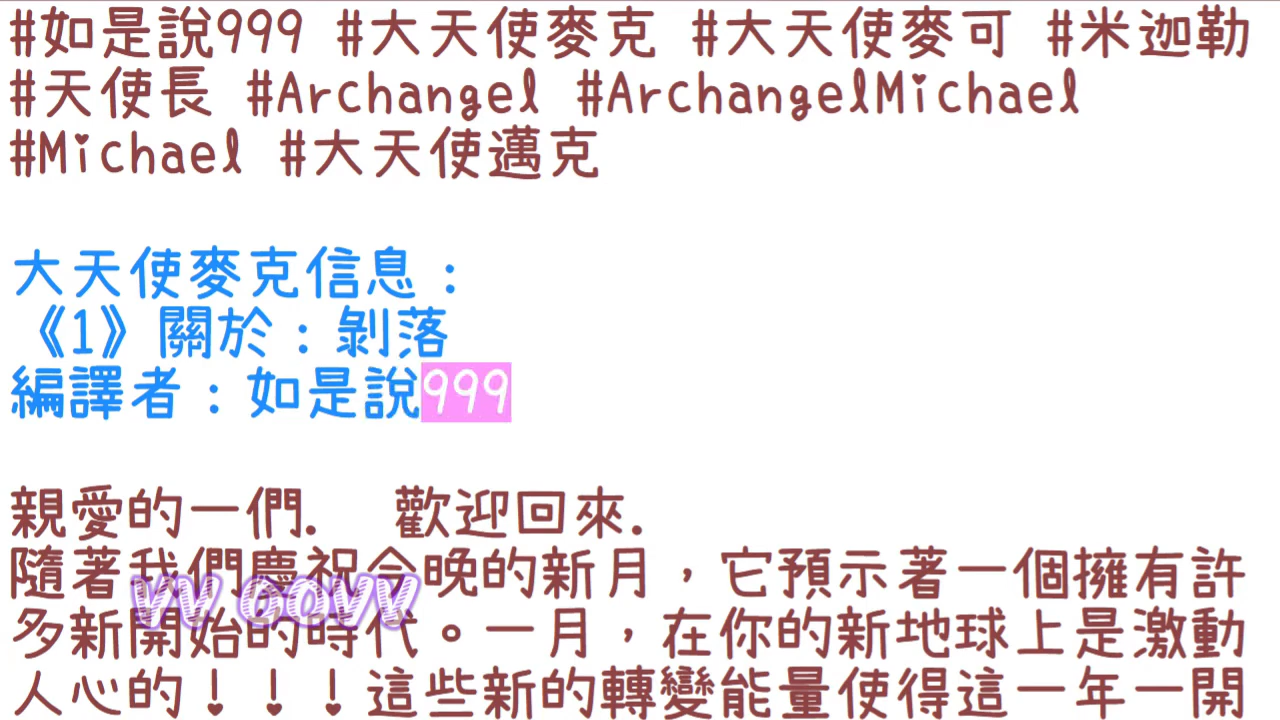 #如是說999 #大天使麥克 #大天使麥可 #米迦勒
#天使長 #Archangel #ArchangelMichael
#Michael #大天使邁克
大天使麥克信息：
《1》關於：剝落
編譯者：如是說999
親愛的一們. 歡迎回來.
隨著我們慶祝今晚的新月，它預示著一個擁有許
多新開始的時代。一月，在你的新地球上是激動
人心的！！！這些新的轉變能量使得這一年一開